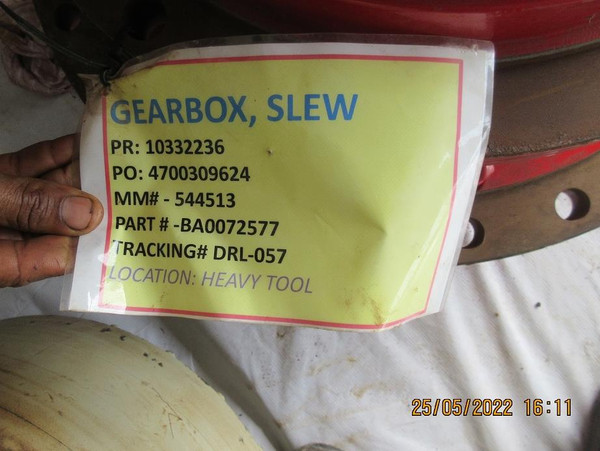 GEARBOX, SLEW
PR: 10332236
PO: 4700309624
MM# - 544513
PART # -BA0072577
TRACKING# DRL-057
LOCATION: HEAVY TOOL
25/05/2022 16:11